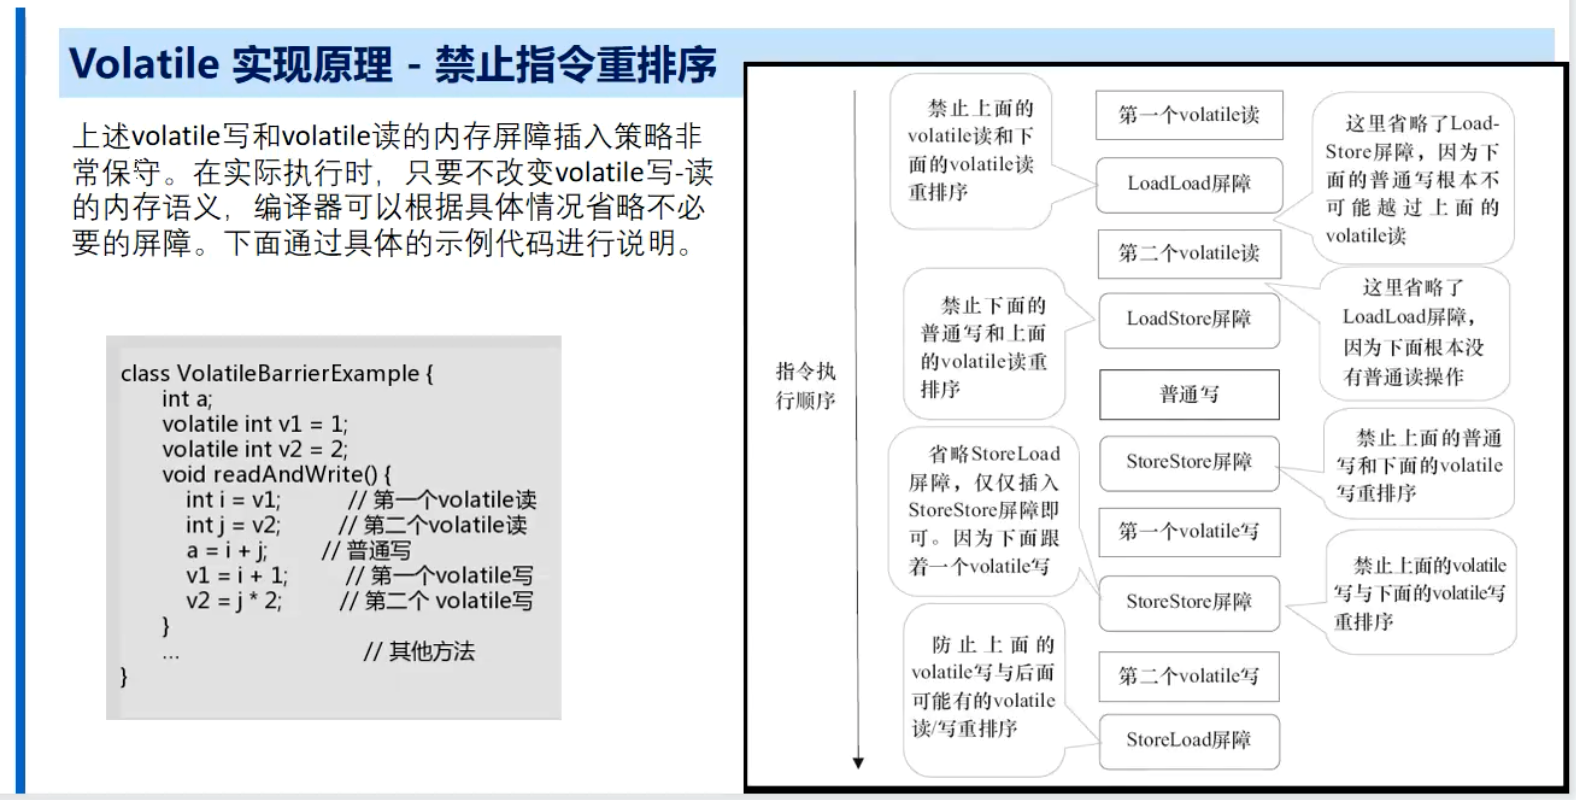 Volatile 实现原理 - 禁止指令重排序
上述volatile写和volatile读的内存屏障插入策略非
常保守。在实际执行时，只要不改变volatile写-读
的内存语义，编译器可以根据具体情况省略不必
要的屏障。下面通过具体的示例代码进行说明。
class VolatileBarrierExample {
int a;
volatile int v1 = 1;
volatile int v2 = 2;
void readAndWrite() {
int i = v1; // 第一个volatile读
int j = v2; // 第二个volatile读
a = i + j; // 普通写
v1 = i + 1; // 第一个volatile写
v2 = j * 2; // 第二个 volatile写
}
... // 其他方法
}
指令执
行顺序
禁止上面的
volatile读和下
面的volatile读
重排序
禁止下面的
普通写和上面
的volatile读重
排序
省略StoreLoad
屏障，仅仅插入
StoreStore屏障即
可。因为下面跟
着一个volatile写
防止上面的
volatile写与后面
可能有的volatile
读/写重排序
第一个volatile读
LoadLoad屏障
第二个volatile读
LoadStore屏障
普通写
StoreStore屏障
第一个volatile写
StoreStore屏障
第二个volatile写
StoreLoad屏障
这里省略了Load-
Store屏障，因为下
面的普通写根本不
可能越过上面的
volatile读
这里省略了
LoadLoad屏障，
因为下面根本没
有普通读操作
禁止上面的普通
写和下面的volatile
写重排序
禁止上面的volatile
写与下面的volatile写
重排序